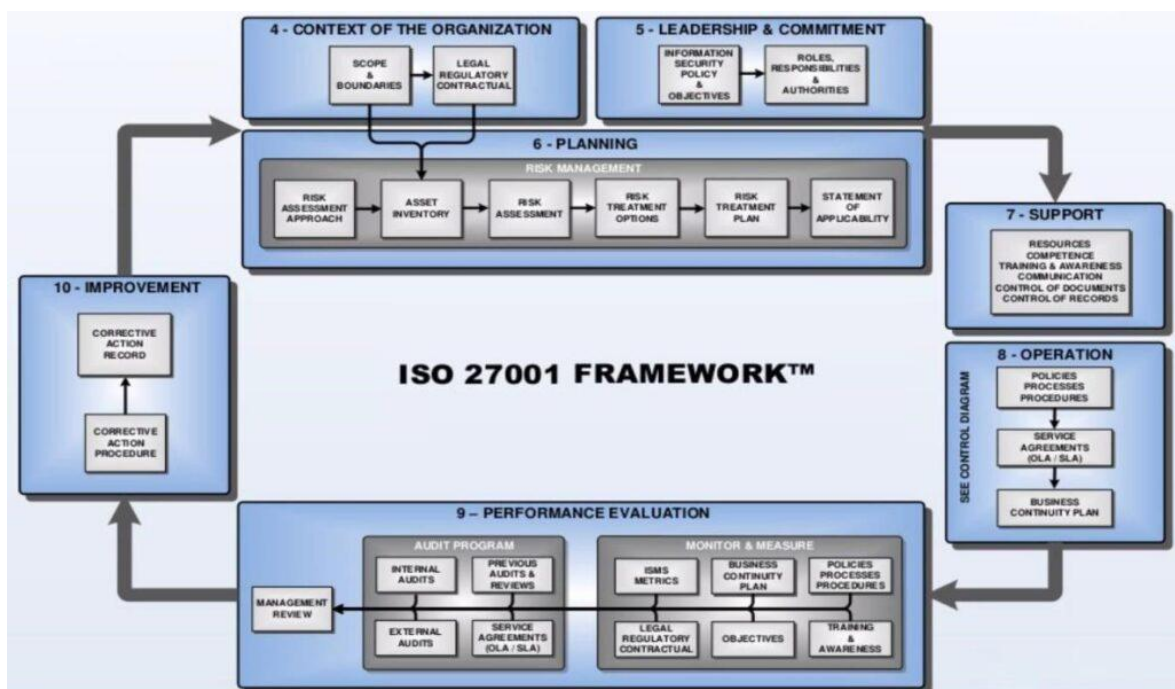 4 - CONTEXT OF THE ORGANIZATION
SCOPE
&
BOUNDARIES
LEGAL
REGULATORY
CONTRACTUAL
5 - LEADERSHIP & COMMITMENT
INFORMATION
SECURITY
POLICY
&
OBJECTIVES
ROLES,
RESPONSIBILITIES
&
AUTHORITIES
6 - PLANNING
RISK MANAGEMENT
RISK
ASSESSMENT
APPROACH
ASSET
INVENTORY
RISK
ASSESSMENT
RISK
TREATMENT
OPTIONS
RISK
TREATMENT
PLAN
STATEMENT
OF
APPLICABILITY
7 - SUPPORT
RESOURCES
COMPETENCE
TRAINING & AWARENESS
COMMUNICATION
CONTROL OF DOCUMENTS
CONTROL OF RECORDS
10 - IMPROVEMENT
CORRECTIVE
ACTION
RECORD
CORRECTIVE
ACTION
PROCEDURE
ISO 27001 FRAMEWORK™
8 - OPERATION
SEE CONTROL DIAGRAM
POLICIES
PROCESSES
PROCEDURES
SERVICE
AGREEMENTS
(OLA / SLA)
BUSINESS
CONTINUITY PLAN
9 – PERFORMANCE EVALUATION
AUDIT PROGRAM
INTERNAL
AUDITS
PREVIOUS
AUDITS &
REVIEWS
MANAGEMENT
REVIEW
EXTERNAL
AUDITS
SERVICE
AGREEMENTS
(OLA / SLA)
MONITOR & MEASURE
ISMS
METRICS
BUSINESS
CONTINUITY
PLAN
POLICIES
PROCESSES
PROCEDURES
LEGAL
REGULATORY
CONTRACTUAL
OBJECTIVES
TRAINING
&
AWARENESS